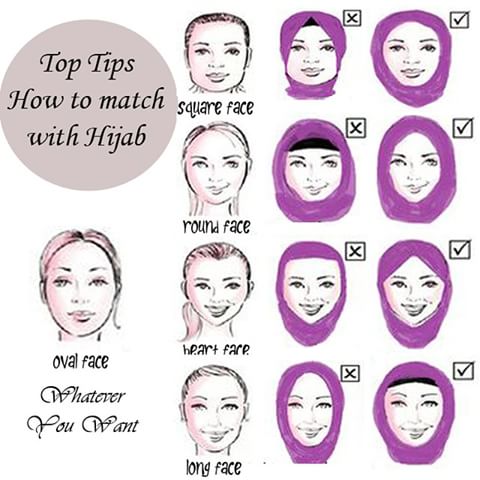 Top Tips
How to match
with Hijab
square face
round face
heart face
long face
oval face
Whatever
You Want